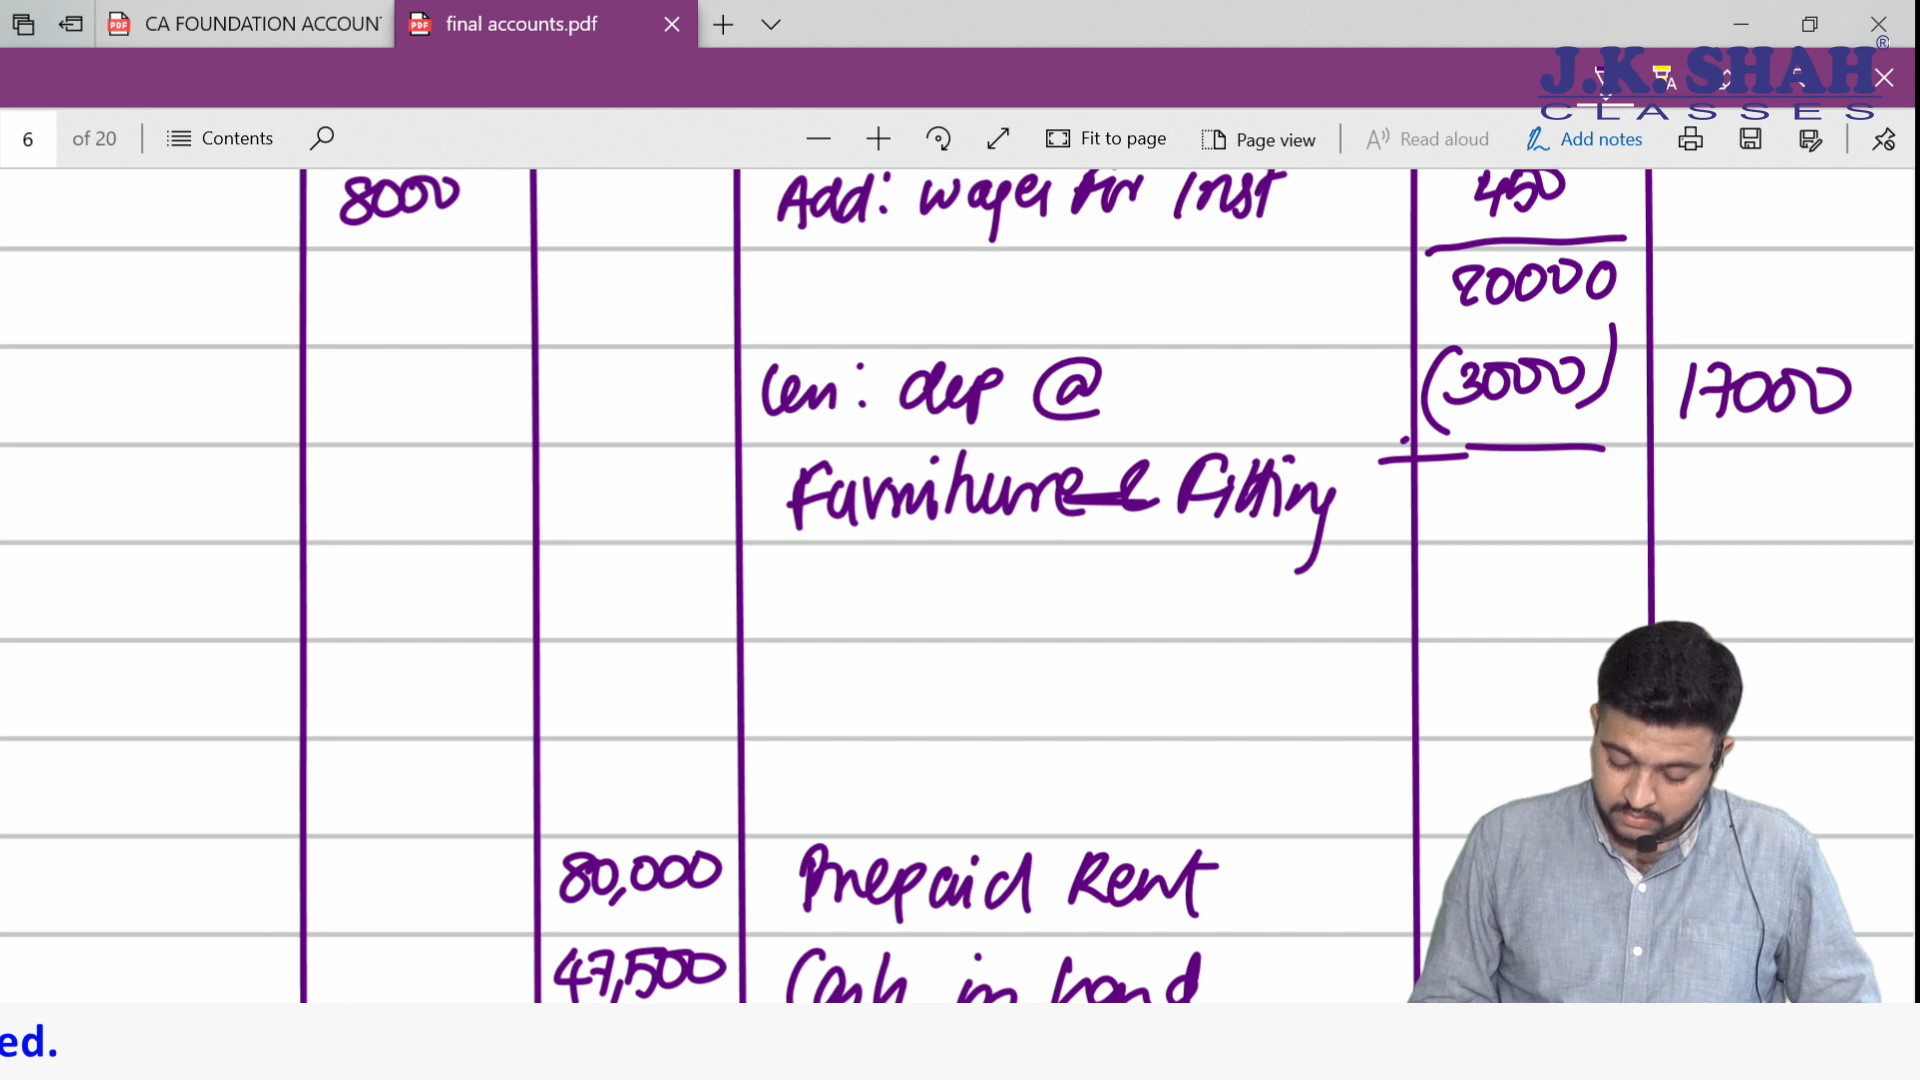 CA FOUNDATION ACCOUN
final accounts.pdf
J.K. SHAH®
CLASSES
6 of 20 Contents Fit to page Page view Read aloud Add notes
8000 Add: wages for Inst 450
20000
Less: dep @ (3000) 17000
Furniture & Fitting
80,000 Prepaid Rent
47,500 Cash in hand
ed.